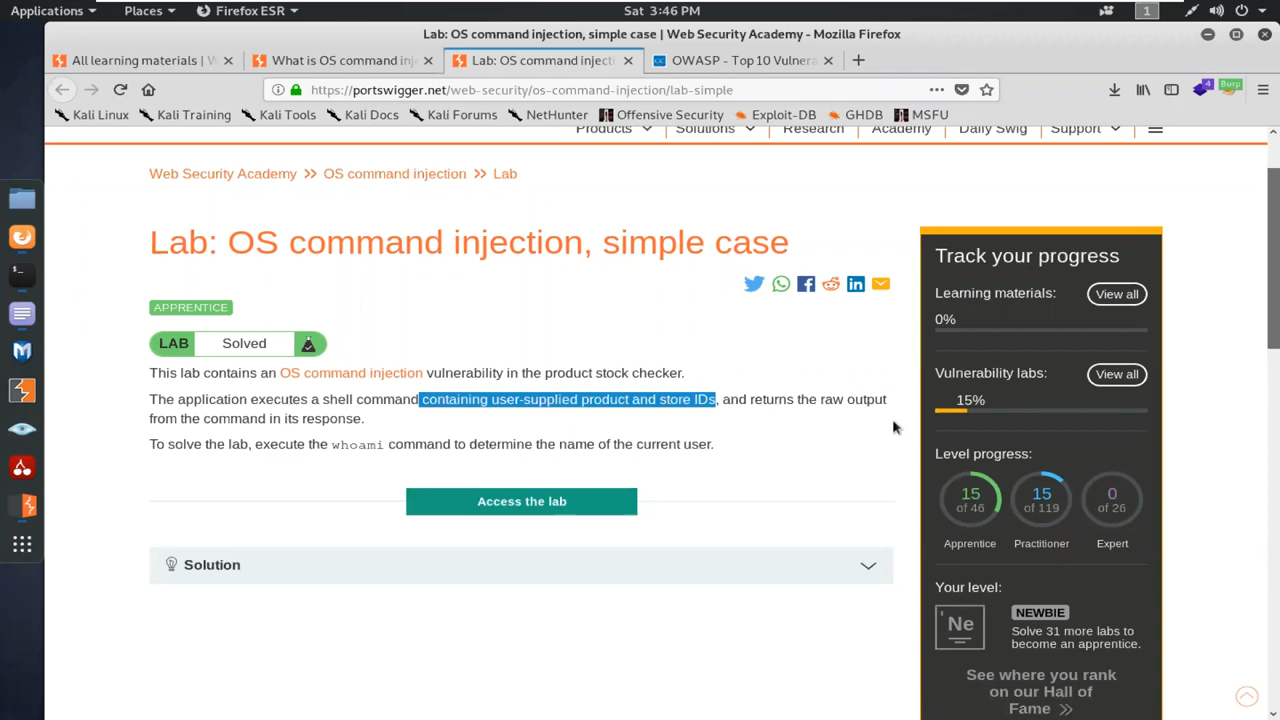 Applications
Places
Firefox ESR
Sat 3:46 PM
1
Lab: OS command injection, simple case | Web Security Academy - Mozilla Firefox
All learning materials | W
What is OS command inj
Lab: OS command injecti
OWASP - Top 10 Vulnera
https://portswigger.net/web-security/os-command-injection/lab-simple
4
Burp
Kali Linux
Kali Training
Kali Tools
Kali Docs
Kali Forums
NetHunter
Offensive Security
Exploit-DB
GHDB
MSFU
Products
Solutions
Research
Academy
Daily Swig
Support
Web Security Academy >> OS command injection >> Lab
Lab: OS command injection, simple case
APPRENTICE
LAB Solved
This lab contains an OS command injection vulnerability in the product stock checker.
The application executes a shell command containing user-supplied product and store IDs, and returns the raw output
from the command in its response.
To solve the lab, execute the whoami command to determine the name of the current user.
Access the lab
Solution
Track your progress
Learning materials: View all
0%
Vulnerability labs: View all
15%
Level progress:
15 15 0
of 46 of 119 of 26
Apprentice Practitioner Expert
Your level:
Ne
NEWBIE
Solve 31 more labs to
become an apprentice.
See where you rank
on our Hall of
Fame >>